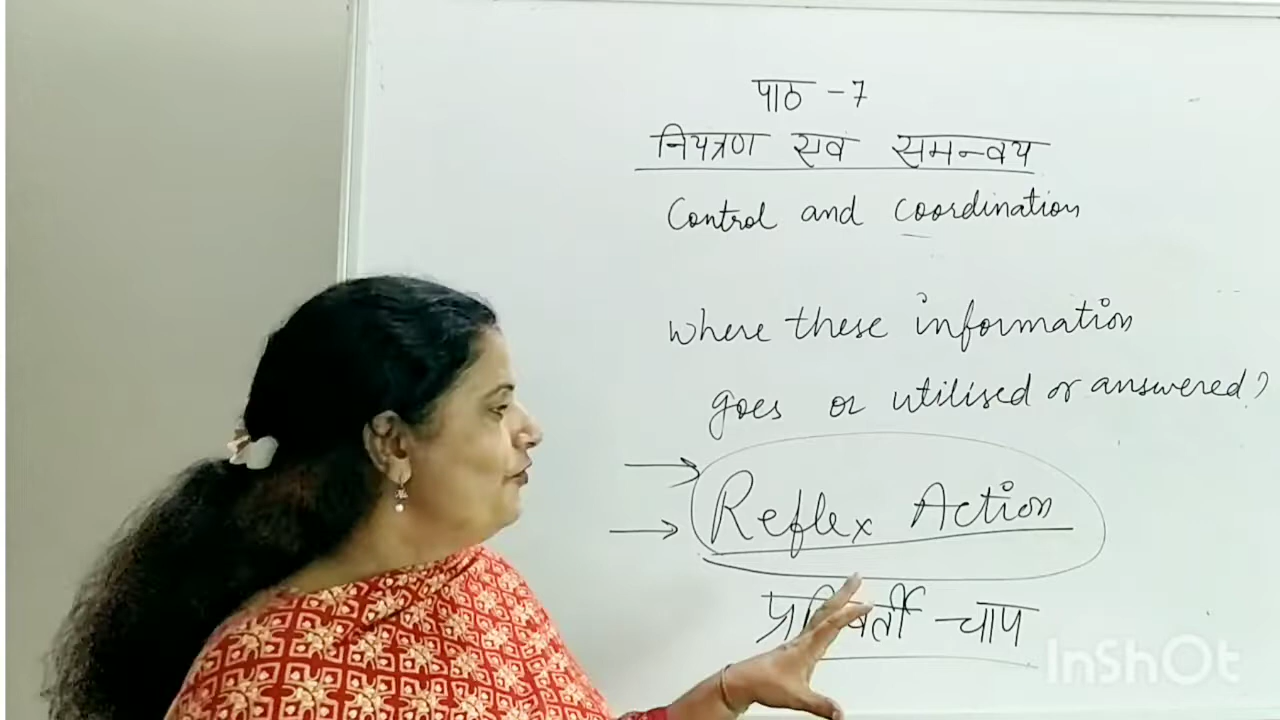 पाठ - 7
नियत्रण एवं समन्वय
Control and coordination
where these information
goes or utilised or answered?
Reflex Action
चाप
InShOt